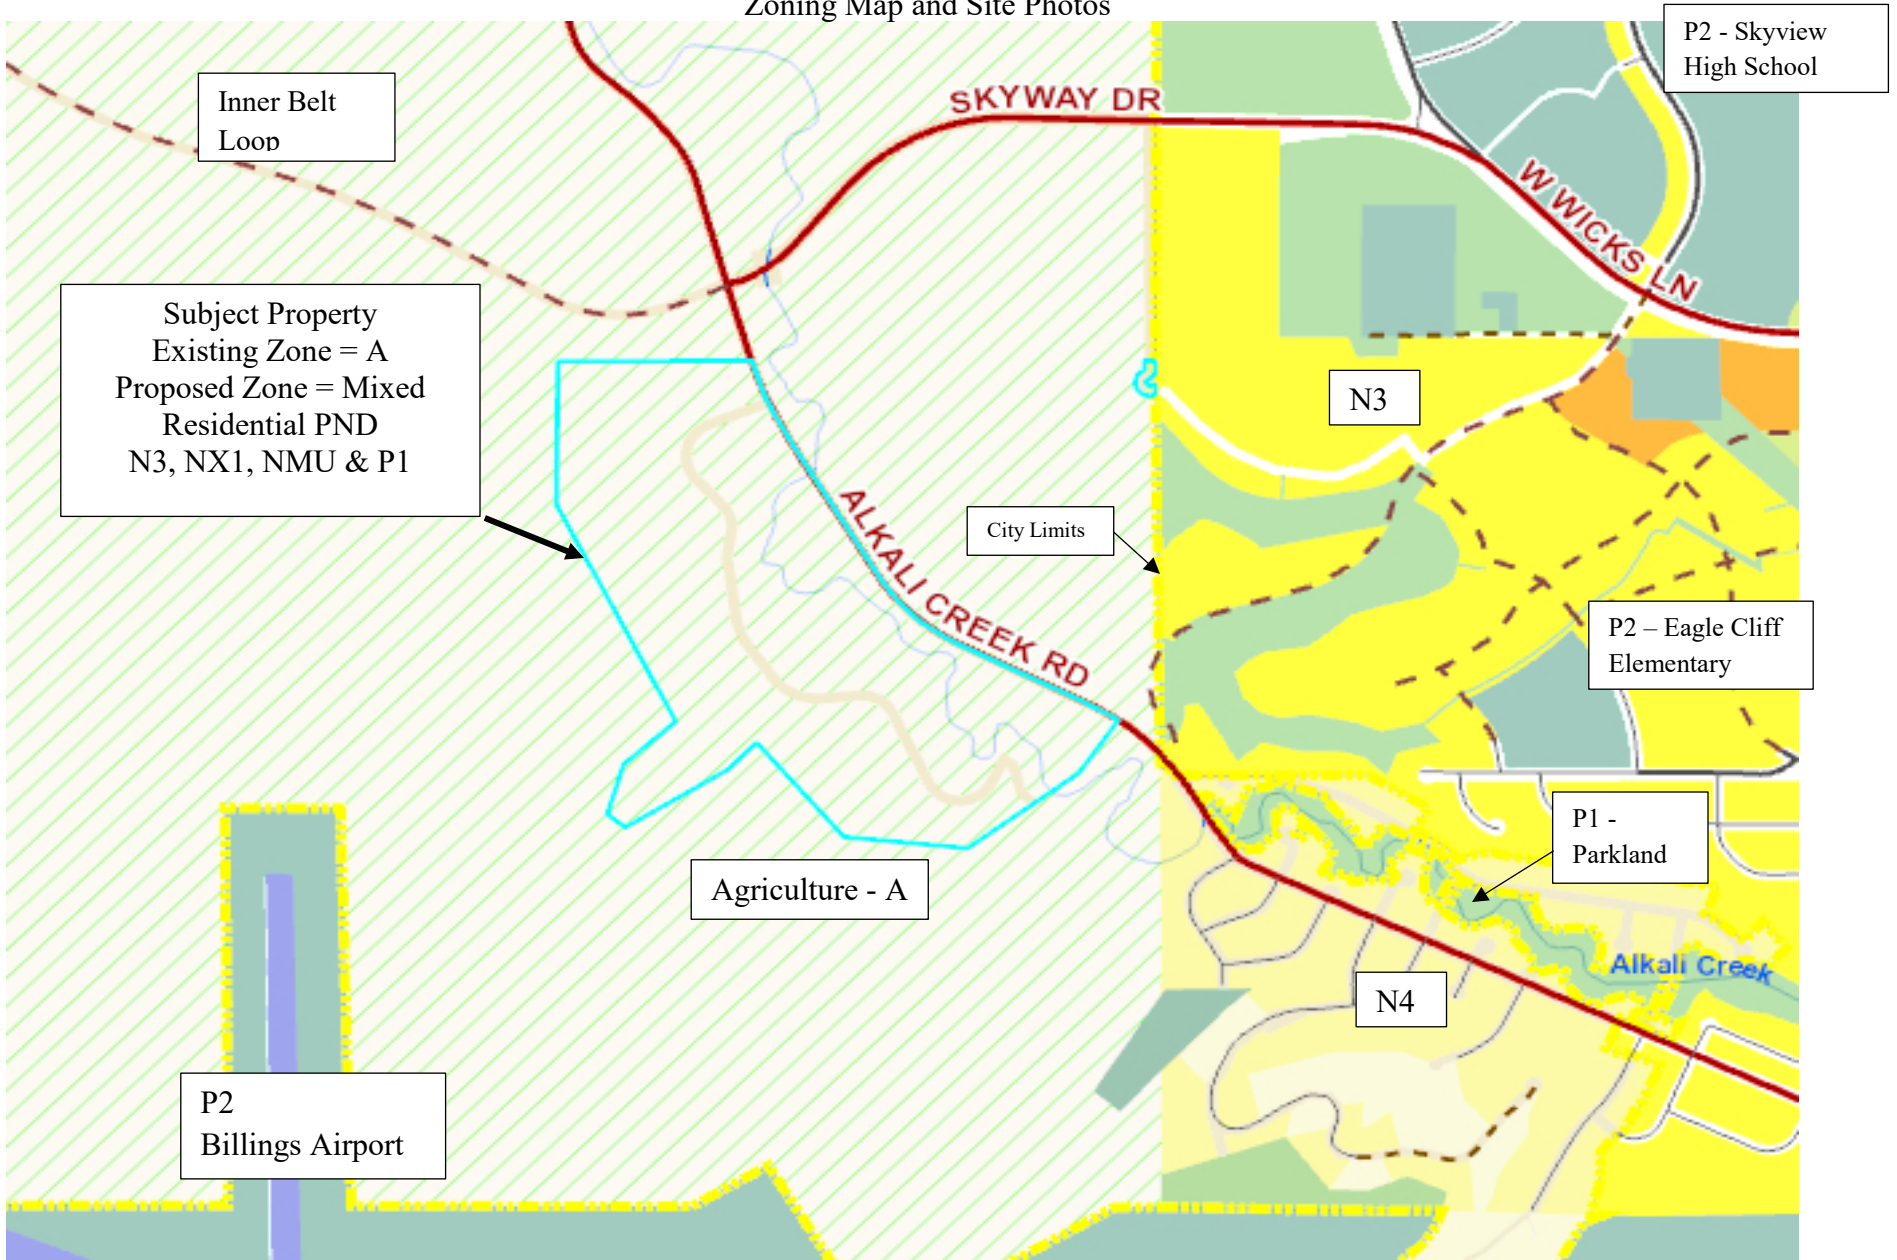 Zoning Map and Site Photos
P2 - Skyview
High School
Inner Belt
Loop
SKYWAY DR
W WICKS LN
Subject Property
Existing Zone = A
Proposed Zone = Mixed
Residential PND
N3, NX1, NMU & P1
N3
ALKALI CREEK RD
City Limits
P2 – Eagle Cliff
Elementary
P1 -
Parkland
Agriculture - A
Alkali Creek
N4
P2
Billings Airport